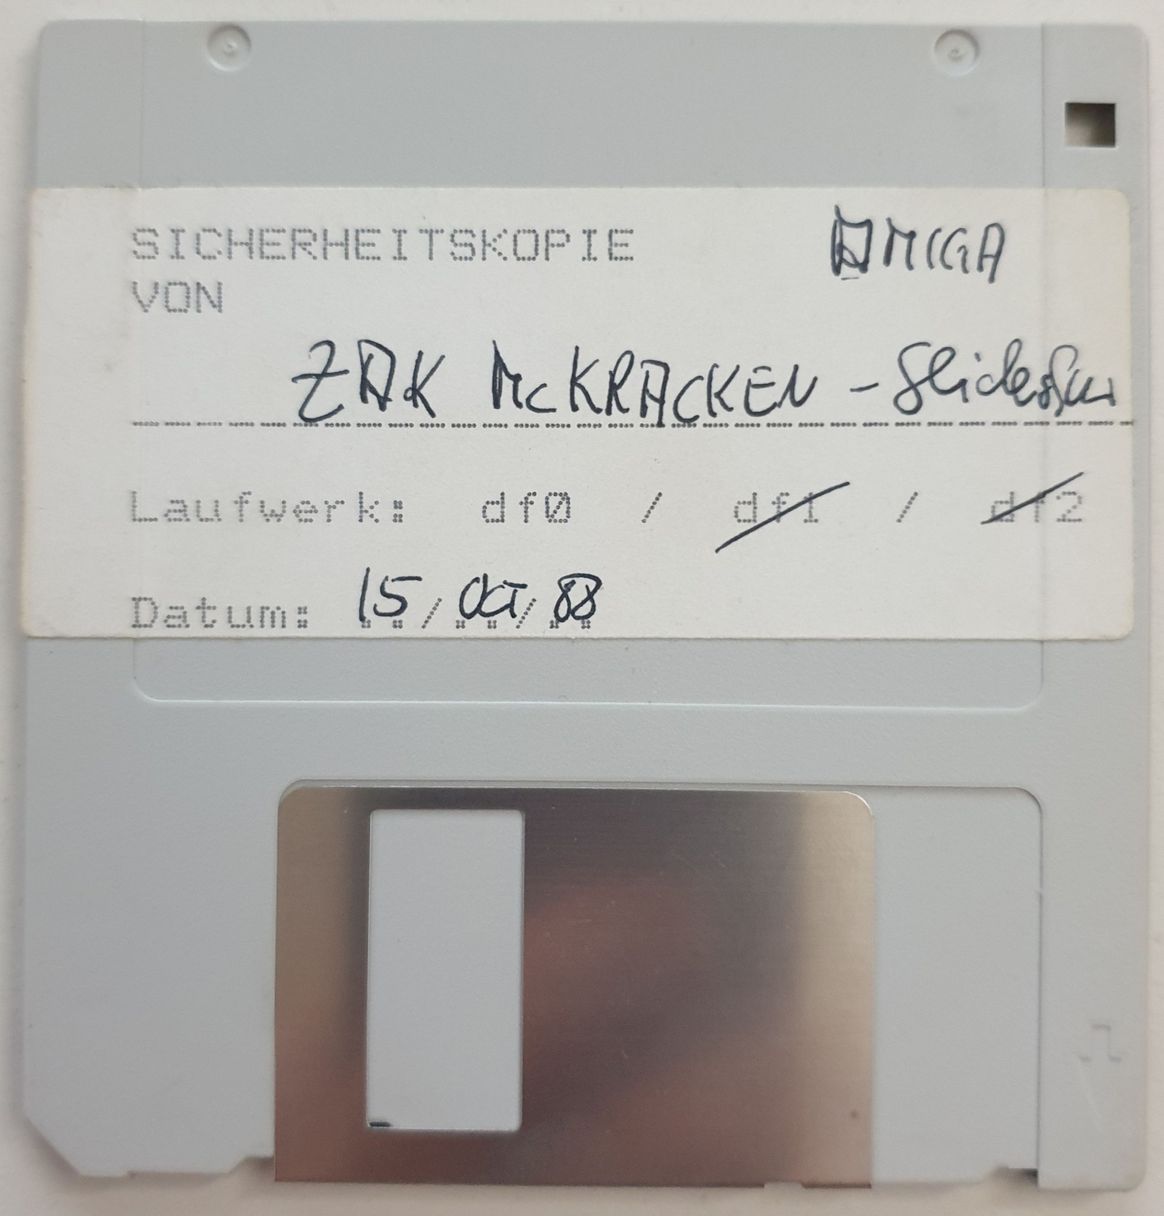 SICHERHEITSKOPIE AMIGA
VON
ZAK McKRACKEN - Slideshow
Laufwerk: df0 / df1 / df2
Datum: 15 / Oct / 88